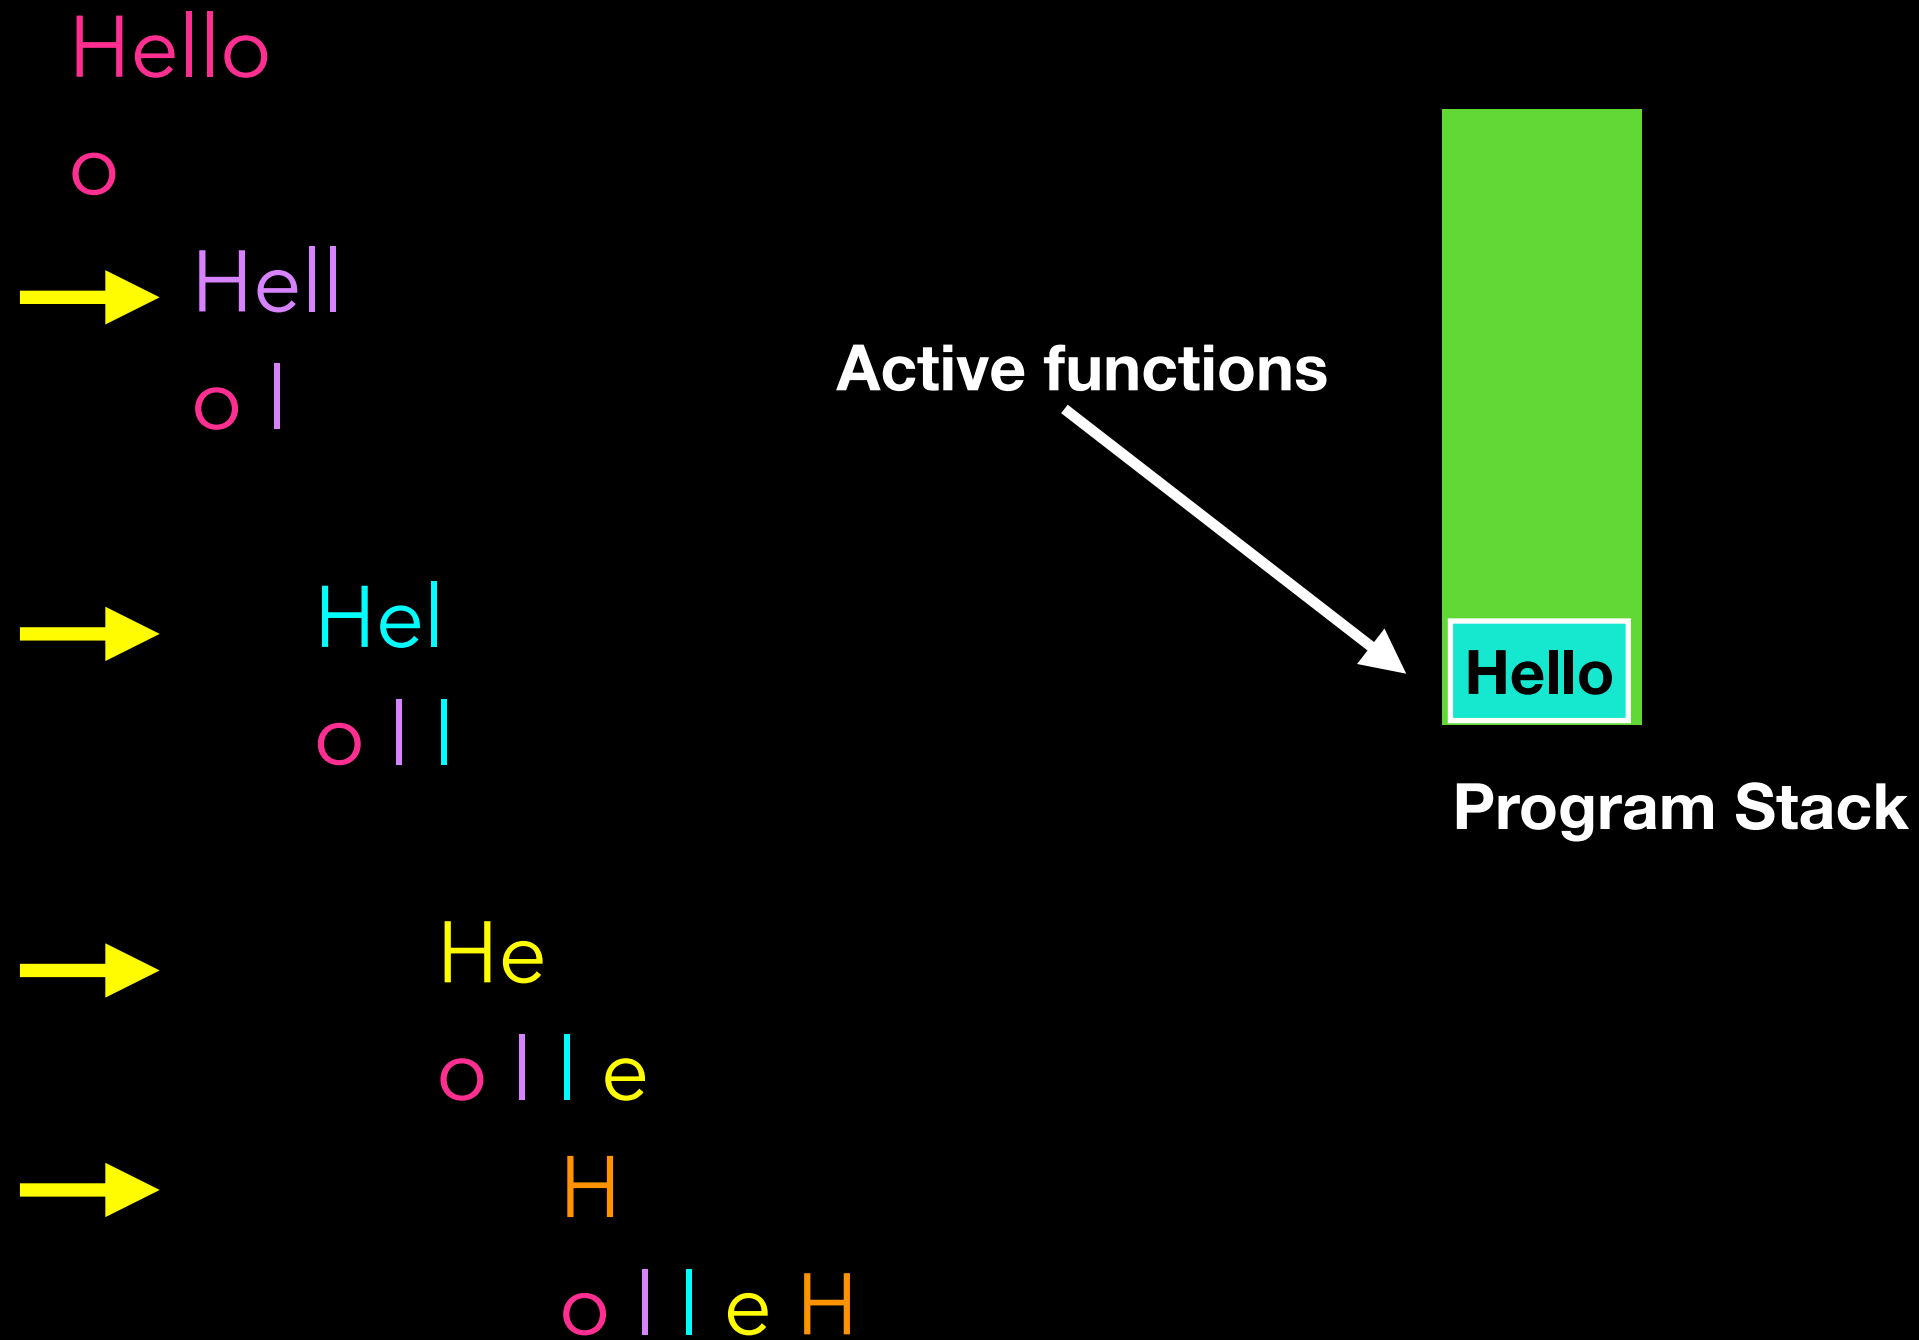 Hello
o
Hell
o l
Active functions
Hel
o l l
Hello
Program Stack
He
o l l e
H
o l l e H